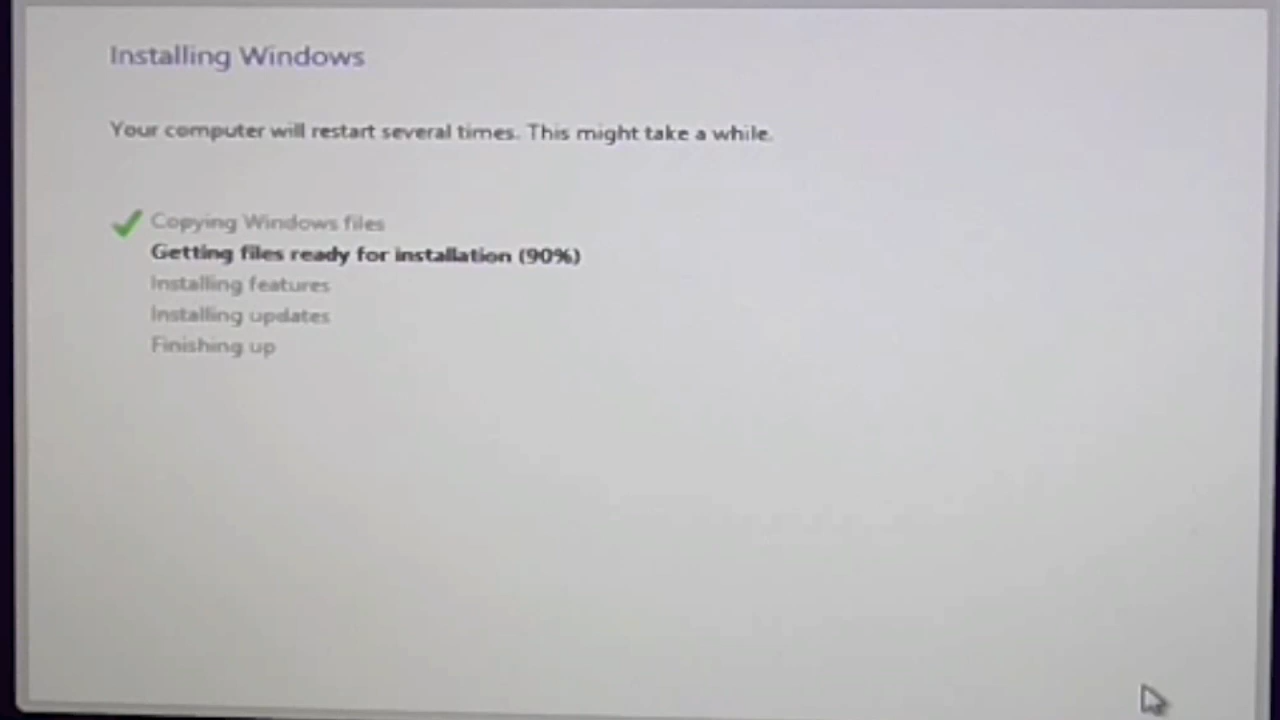 Installing Windows
Your computer will restart several times. This might take a while.
Copying Windows files
Getting files ready for installation (90%)
Installing features
Installing updates
Finishing up